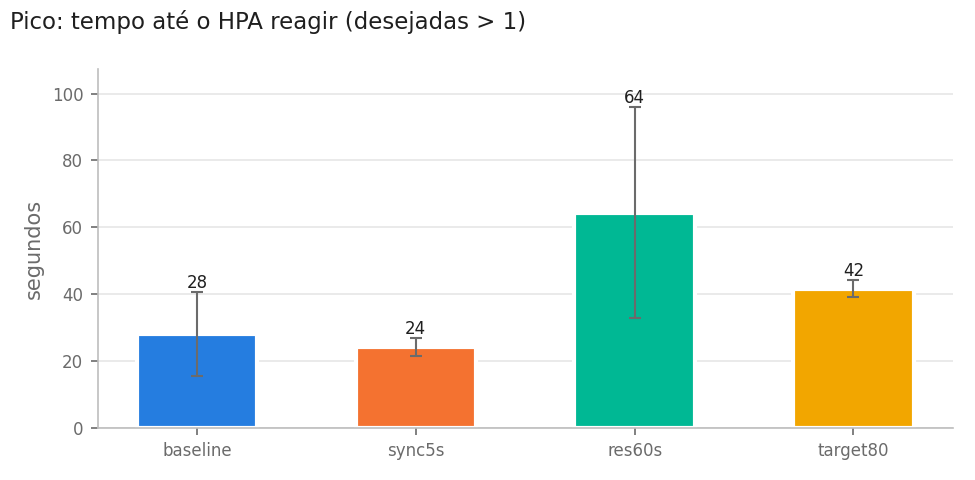 Pico: tempo até o HPA reagir (desejadas > 1)
segundos
100
80
60
40
20
0
28
24
64
42
baseline
sync5s
res60s
target80